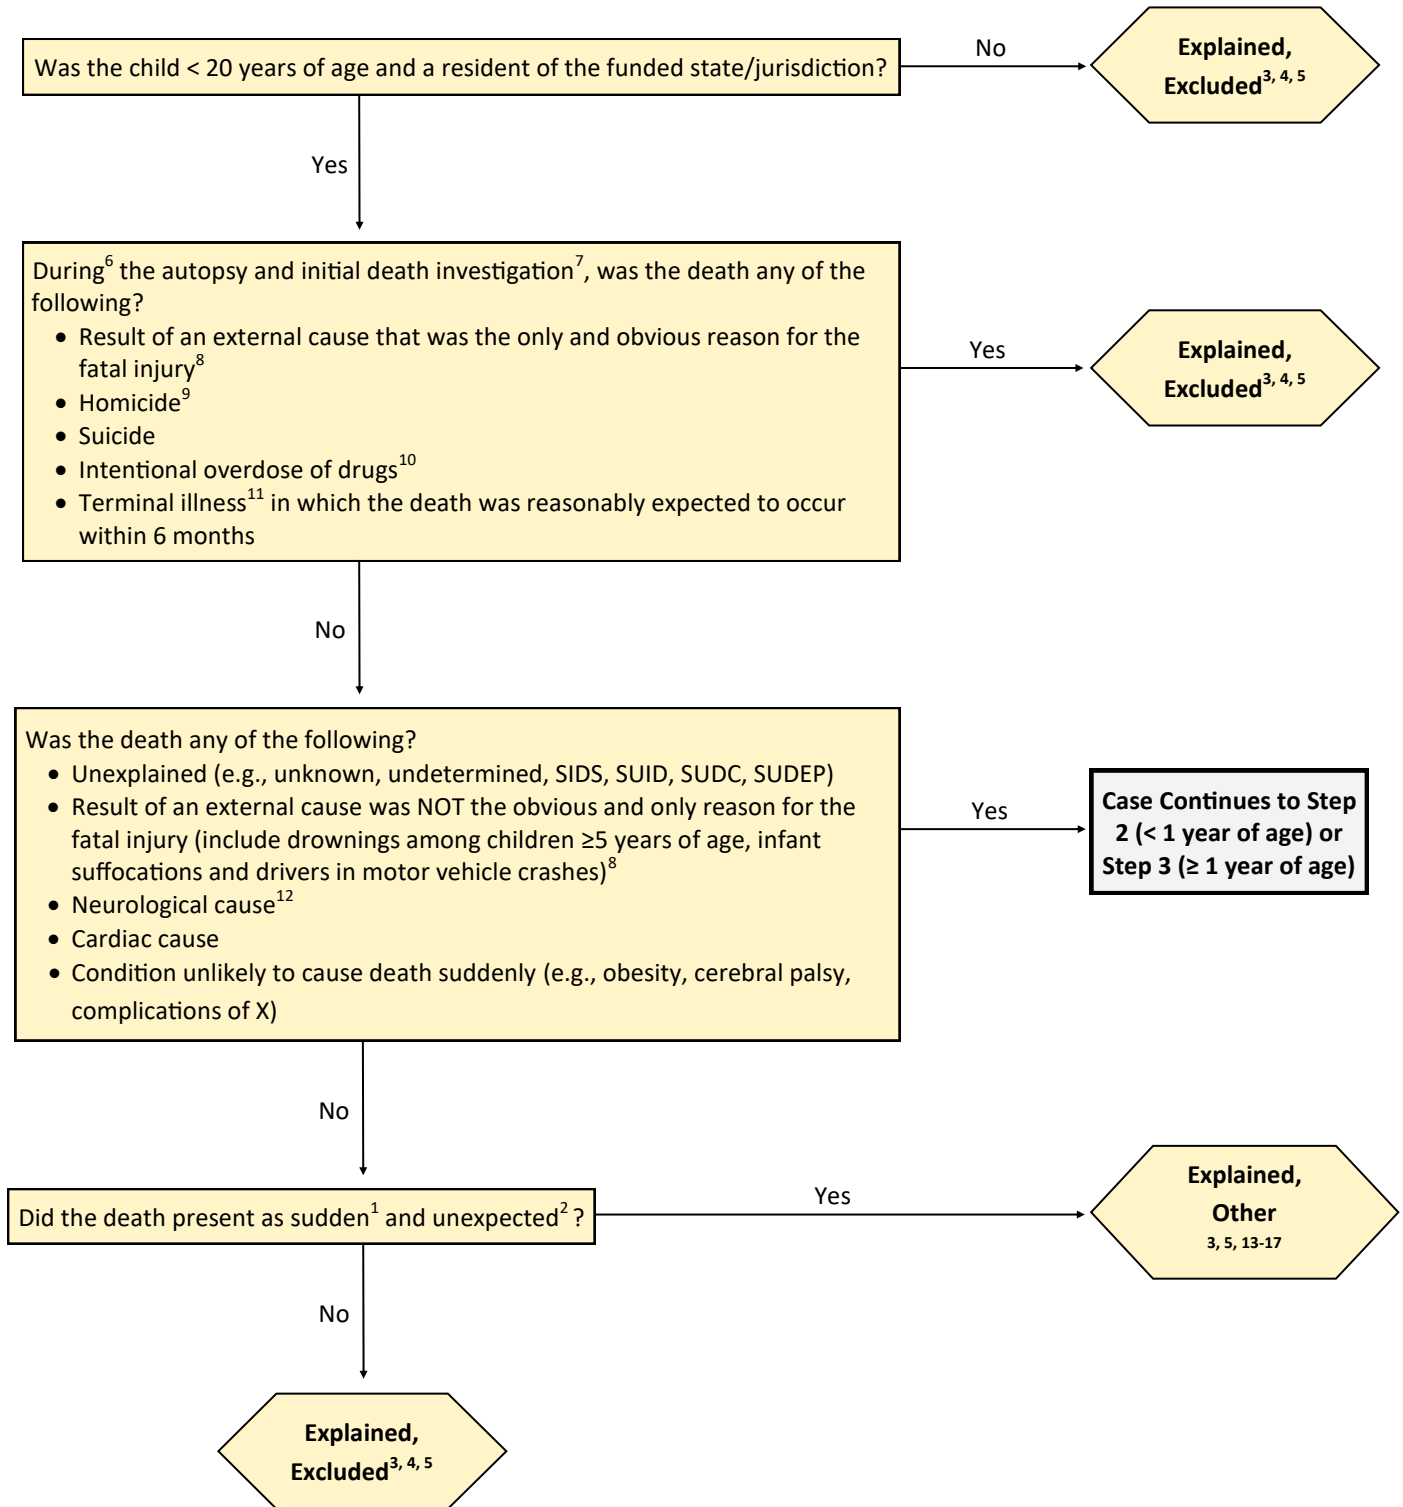 Was the child < 20 years of age and a resident of the funded state/jurisdiction?
No
Explained,
Excluded3, 4, 5
Yes
During6 the autopsy and initial death investigation7, was the death any of the
following?
• Result of an external cause that was the only and obvious reason for the
fatal injury8
• Homicide9
• Suicide
• Intentional overdose of drugs10
• Terminal illness11 in which the death was reasonably expected to occur
within 6 months
Yes
Explained,
Excluded3, 4, 5
No
Was the death any of the following?
• Unexplained (e.g., unknown, undetermined, SIDS, SUID, SUDC, SUDEP)
• Result of an external cause was NOT the obvious and only reason for the
fatal injury (include drownings among children ≥5 years of age, infant
suffocations and drivers in motor vehicle crashes)8
• Neurological cause12
• Cardiac cause
• Condition unlikely to cause death suddenly (e.g., obesity, cerebral palsy,
complications of X)
Yes
Case Continues to Step
2 (< 1 year of age) or
Step 3 (≥ 1 year of age)
No
Did the death present as sudden1 and unexpected2 ?
Yes
Explained,
Other
3, 5, 13-17
No
Explained,
Excluded3, 4, 5